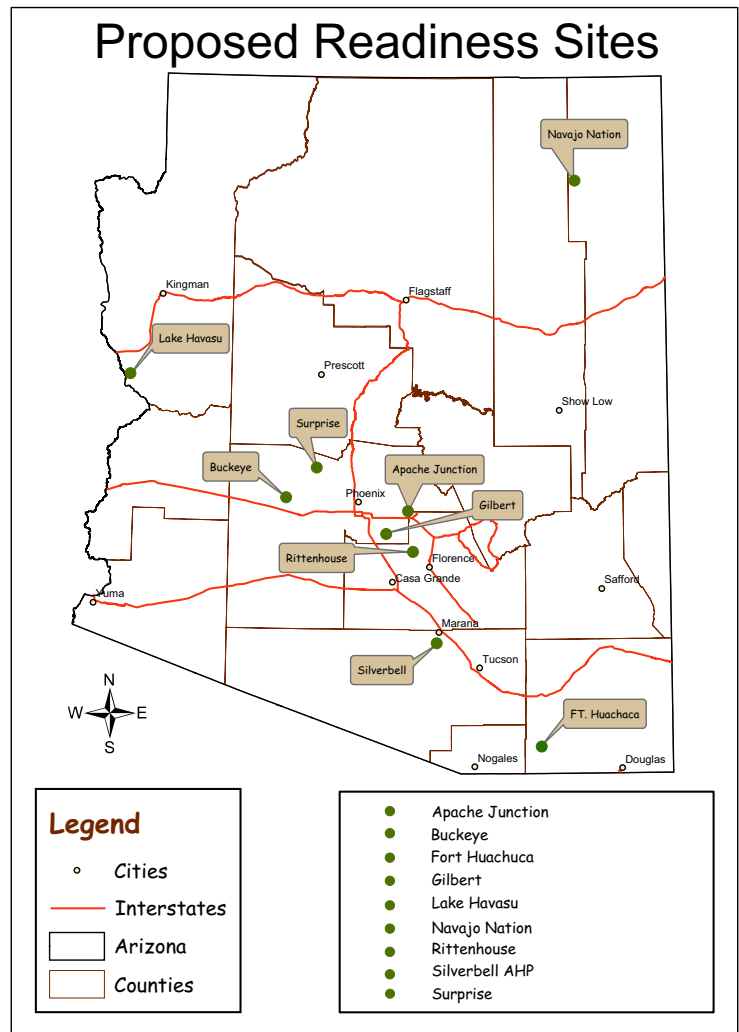 Proposed Readiness Sites
Navajo Nation
Kingman
Flagstaff
Lake Havasu
Prescott
Show Low
Surprise
Buckeye
Apache Junction
Phoenix
Gilbert
Rittenhouse
Florence
Casa Grande
Safford
Yuma
Marana
Silverbell
Tucson
FT. Huachaca
Nogales
Douglas
N
W
E
S
Legend
Cities
Interstates
Arizona
Counties
Apache Junction
Buckeye
Fort Huachuca
Gilbert
Lake Havasu
Navajo Nation
Rittenhouse
Silverbell AHP
Surprise